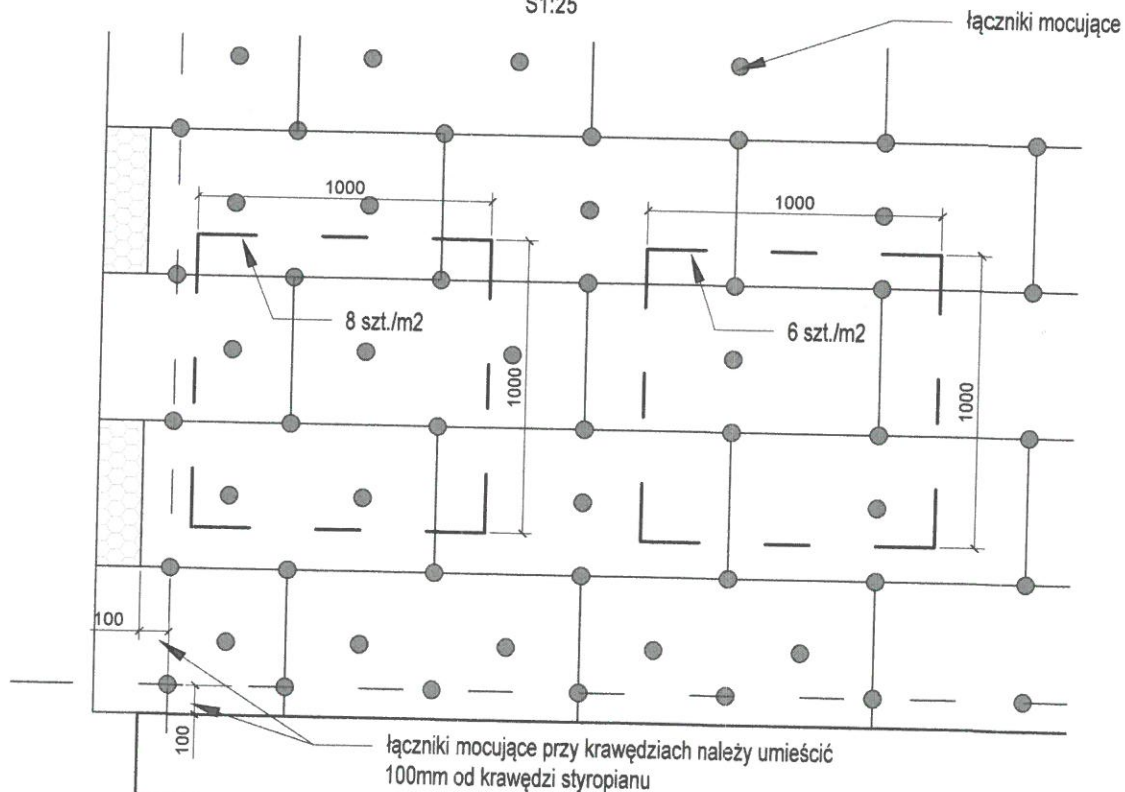 S1:25
łączniki mocujące
1000
1000
8 szt./m2
6 szt./m2
1000
1000
100
100
łączniki mocujące przy krawędziach należy umieścić
100mm od krawędzi styropianu